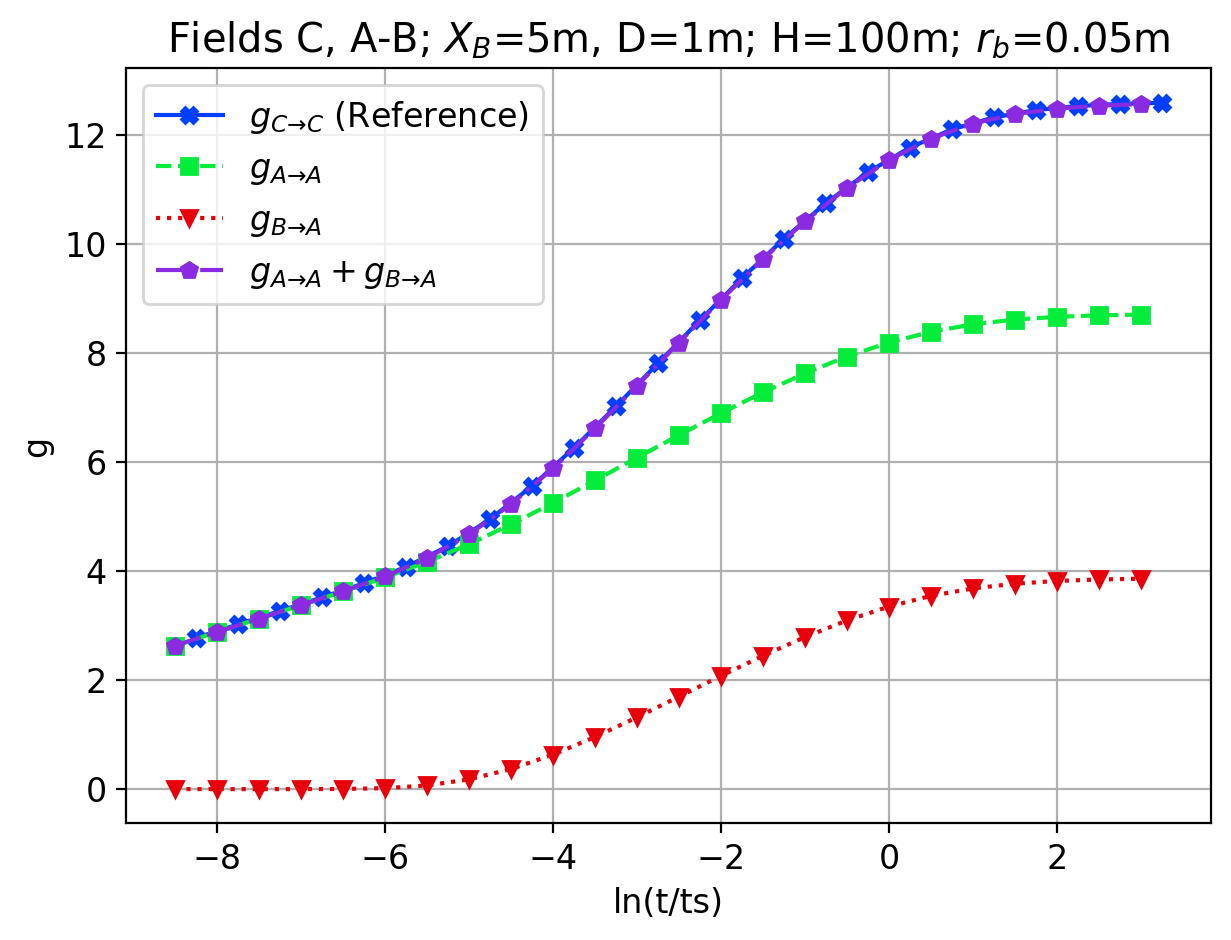 Fields C, A-B; $X_B$=5m, D=1m; H=100m; $r_b$=0.05m
$g_{C→C}$ (Reference)
$g_{A→A}$
$g_{B→A}$
$g_{A→A} + g_{B→A}$
12
10
8
6
4
2
0
g
−8 −6 −4 −2 0 2
ln(t/ts)